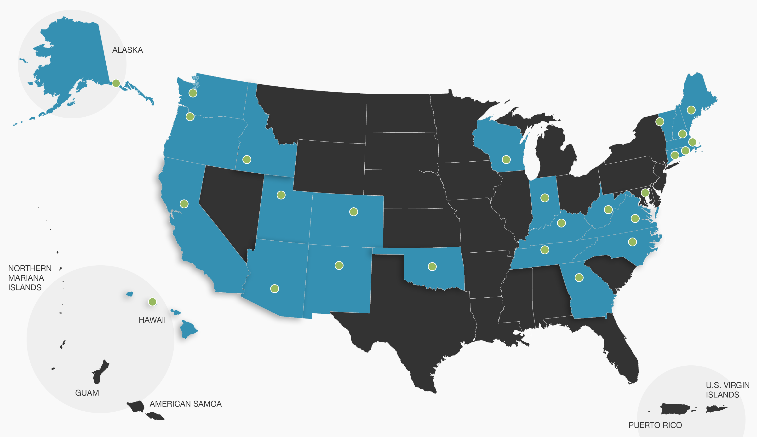 ALASKA
NORTHERN
MARIANA
ISLANDS
HAWAII
GUAM
AMERICAN SAMOA
U.S. VIRGIN
ISLANDS
PUERTO RICO